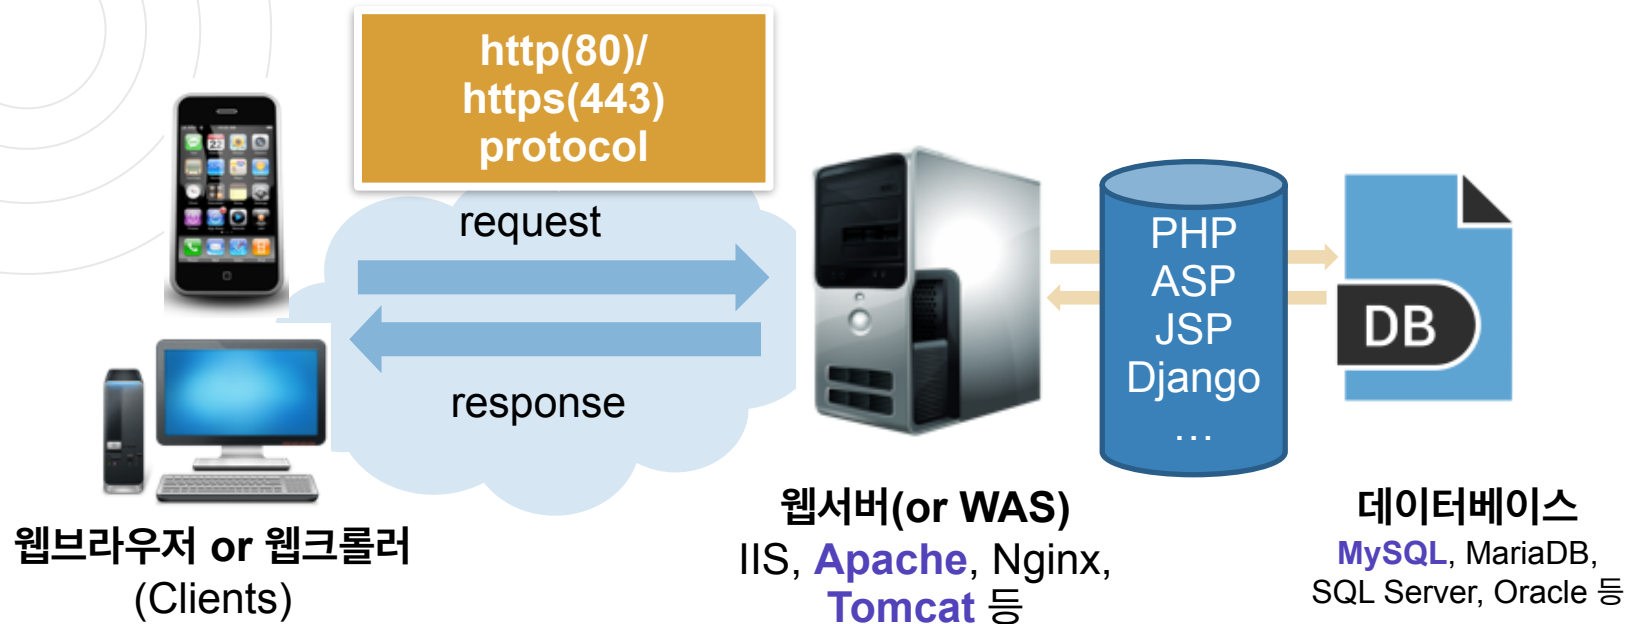 http(80)/
https(443)
protocol
request
response
PHP
ASP
JSP
Django
...
DB
웹브라우저 or 웹크롤러
(Clients)
웹서버(or WAS)
IIS, Apache, Nginx,
Tomcat 등
데이터베이스
MySQL, MariaDB,
SQL Server, Oracle 등